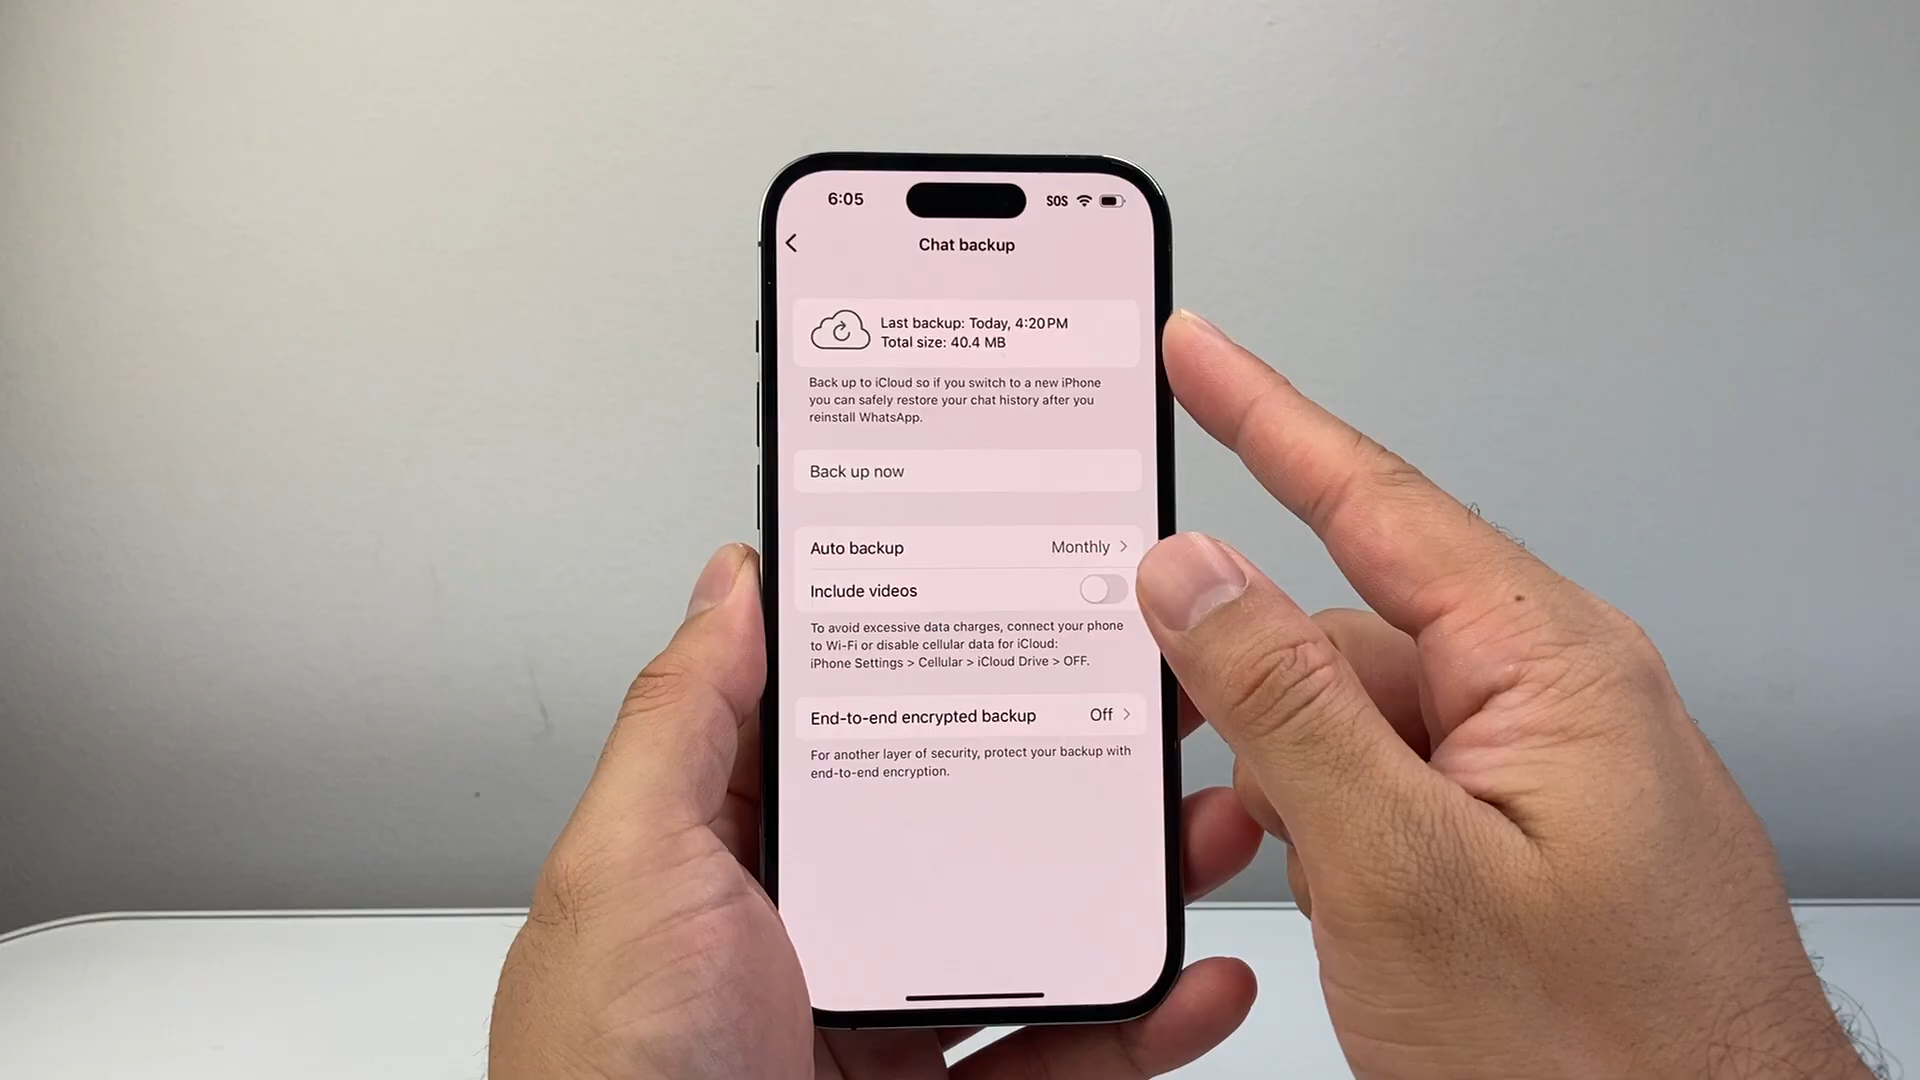 6:05
SOS
Chat backup
Last backup: Today, 4:20 PM
Total size: 40.4 MB
Back up to iCloud so if you switch to a new iPhone
you can safely restore your chat history after you
reinstall WhatsApp.
Back up now
Auto backup Monthly
Include videos
To avoid excessive data charges, connect your phone
to Wi-Fi or disable cellular data for iCloud:
iPhone Settings > Cellular > iCloud Drive > OFF.
End-to-end encrypted backup Off
For another layer of security, protect your backup with
end-to-end encryption.